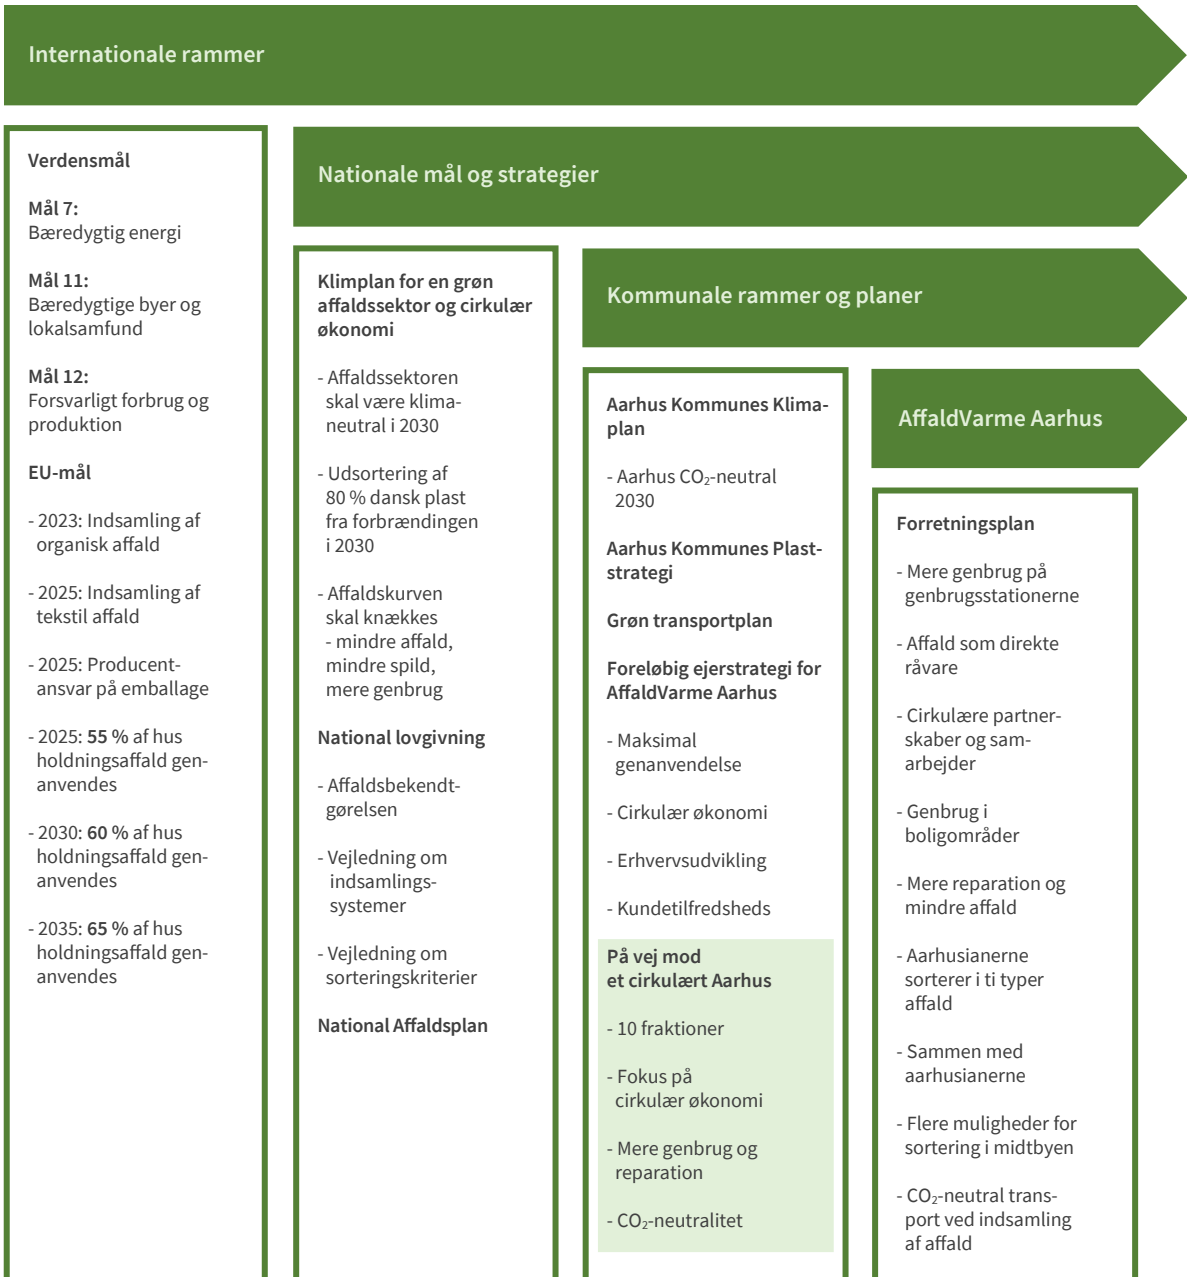 Internationale rammer
Verdensmål
Mål 7:
Bæredygtig energi
Mål 11:
Bæredygtige byer og
lokalsamfund
Mål 12:
Forsvarligt forbrug og
produktion
EU-mål
- 2023: Indsamling af
organisk affald
- 2025: Indsamling af
tekstil affald
- 2025: Producent-
ansvar på emballage
- 2025: 55 % af hus
holdningsaffald gen-
anvendes
- 2030: 60 % af hus
holdningsaffald gen-
anvendes
- 2035: 65 % af hus
holdningsaffald gen-
anvendes
Nationale mål og strategier
Klimplan for en grøn
affaldssektor og cirkulær
økonomi
- Affaldssektoren
skal være klima-
neutral i 2030
- Udsortering af
80 % dansk plast
fra forbrændingen
i 2030
- Affaldskurven
skal knækkes
- mindre affald,
mindre spild,
mere genbrug
National lovgivning
- Affaldsbekendt-
gørelsen
- Vejledning om
indsamlings-
systemer
- Vejledning om
sorteringskriterier
National Affaldsplan
Kommunale rammer og planer
Aarhus Kommunes Klima-
plan
- Aarhus CO₂-neutral
2030
Aarhus Kommunes Plast-
strategi
Grøn transportplan
Foreløbig ejerstrategi for
AffaldVarme Aarhus
- Maksimal
genanvendelse
- Cirkulær økonomi
- Erhvervsudvikling
- Kundetilfredsheds
På vej mod
et cirkulært Aarhus
- 10 fraktioner
- Fokus på
cirkulær økonomi
- Mere genbrug og
reparation
- CO₂-neutralitet
AffaldVarme Aarhus
Forretningsplan
- Mere genbrug på
genbrugsstationerne
- Affald som direkte
råvare
- Cirkulære partner-
skaber og sam-
arbejder
- Genbrug i
boligområder
- Mere reparation og
mindre affald
- Aarhusianerne
sorterer i ti typer
affald
- Sammen med
aarhusianerne
- Flere muligheder for
sortering i midtbyen
- CO₂-neutral trans-
port ved indsamling
af affald